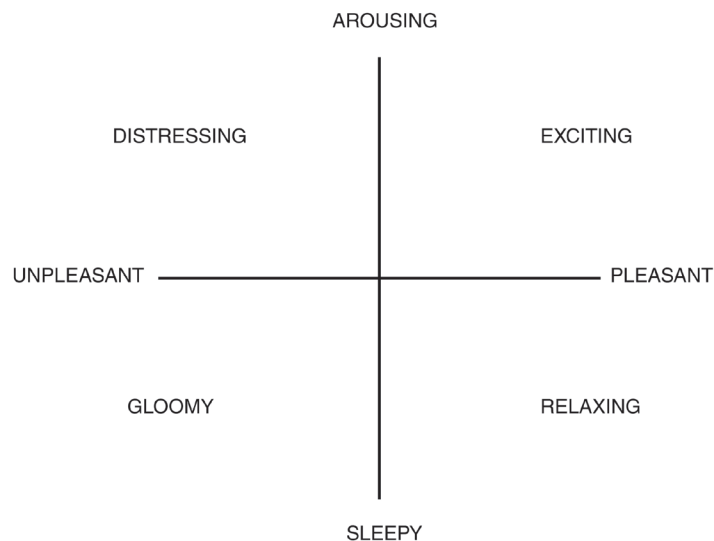 AROUSING
DISTRESSING EXCITING
UNPLEASANT PLEASANT
GLOOMY RELAXING
SLEEPY